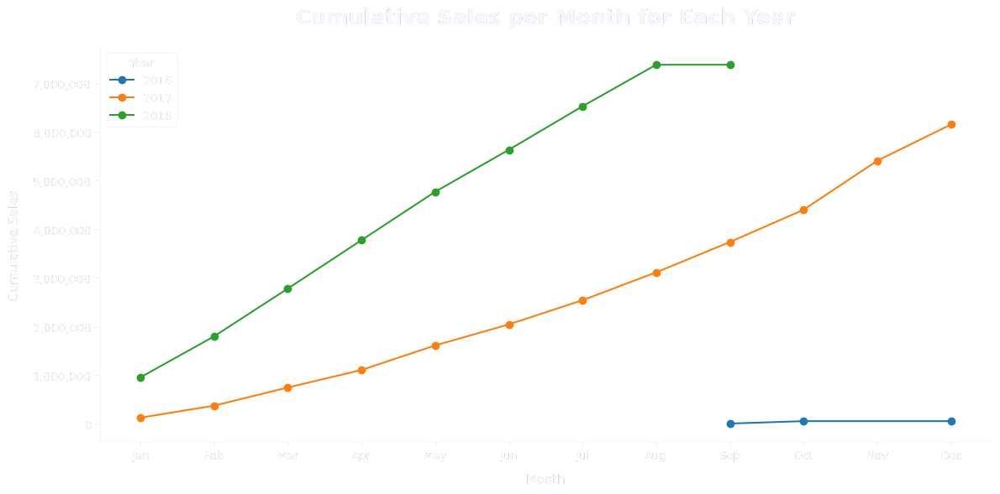 Cumulative Sales per Month for Each Year
Year
2016
2017
2018
7,000,000
6,000,000
5,000,000
4,000,000
3,000,000
2,000,000
1,000,000
0
Cumulative Sales
Jan Feb Mar Apr May Jun Jul Aug Sep Oct Nov Dec
Month